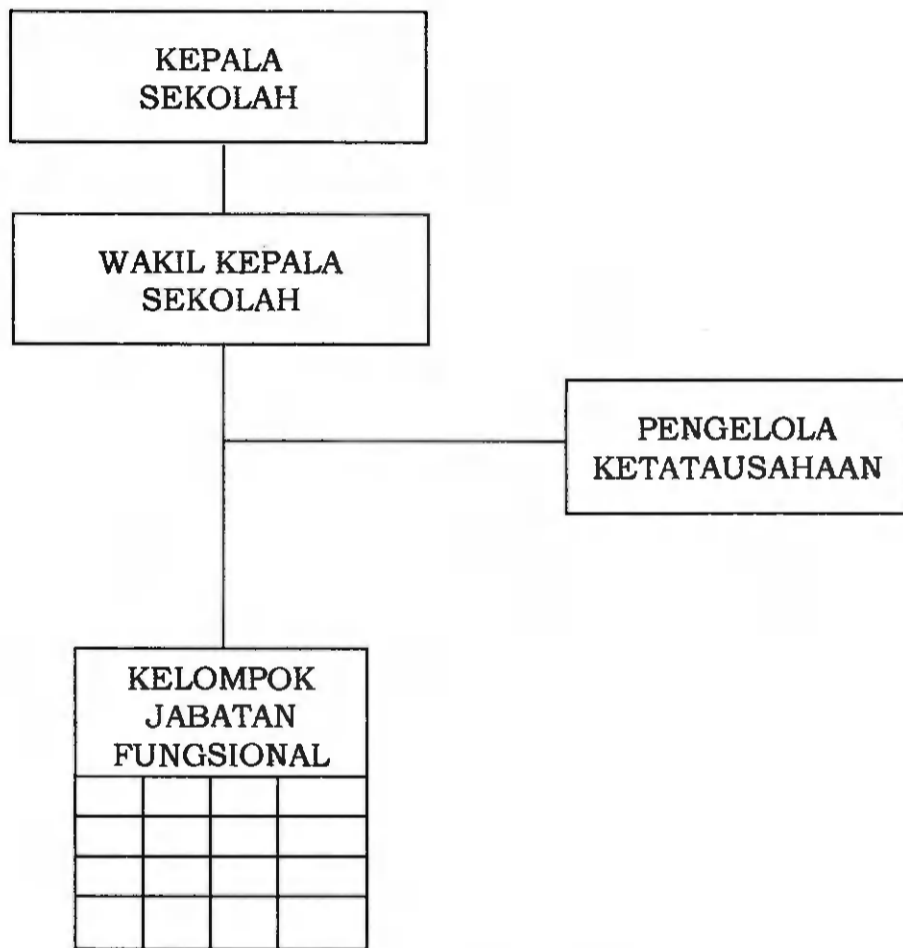 KEPALA
SEKOLAH
WAKIL KEPALA
SEKOLAH
PENGELOLA
KETATAUSAHAAN
KELOMPOK
JABATAN
FUNGSIONAL